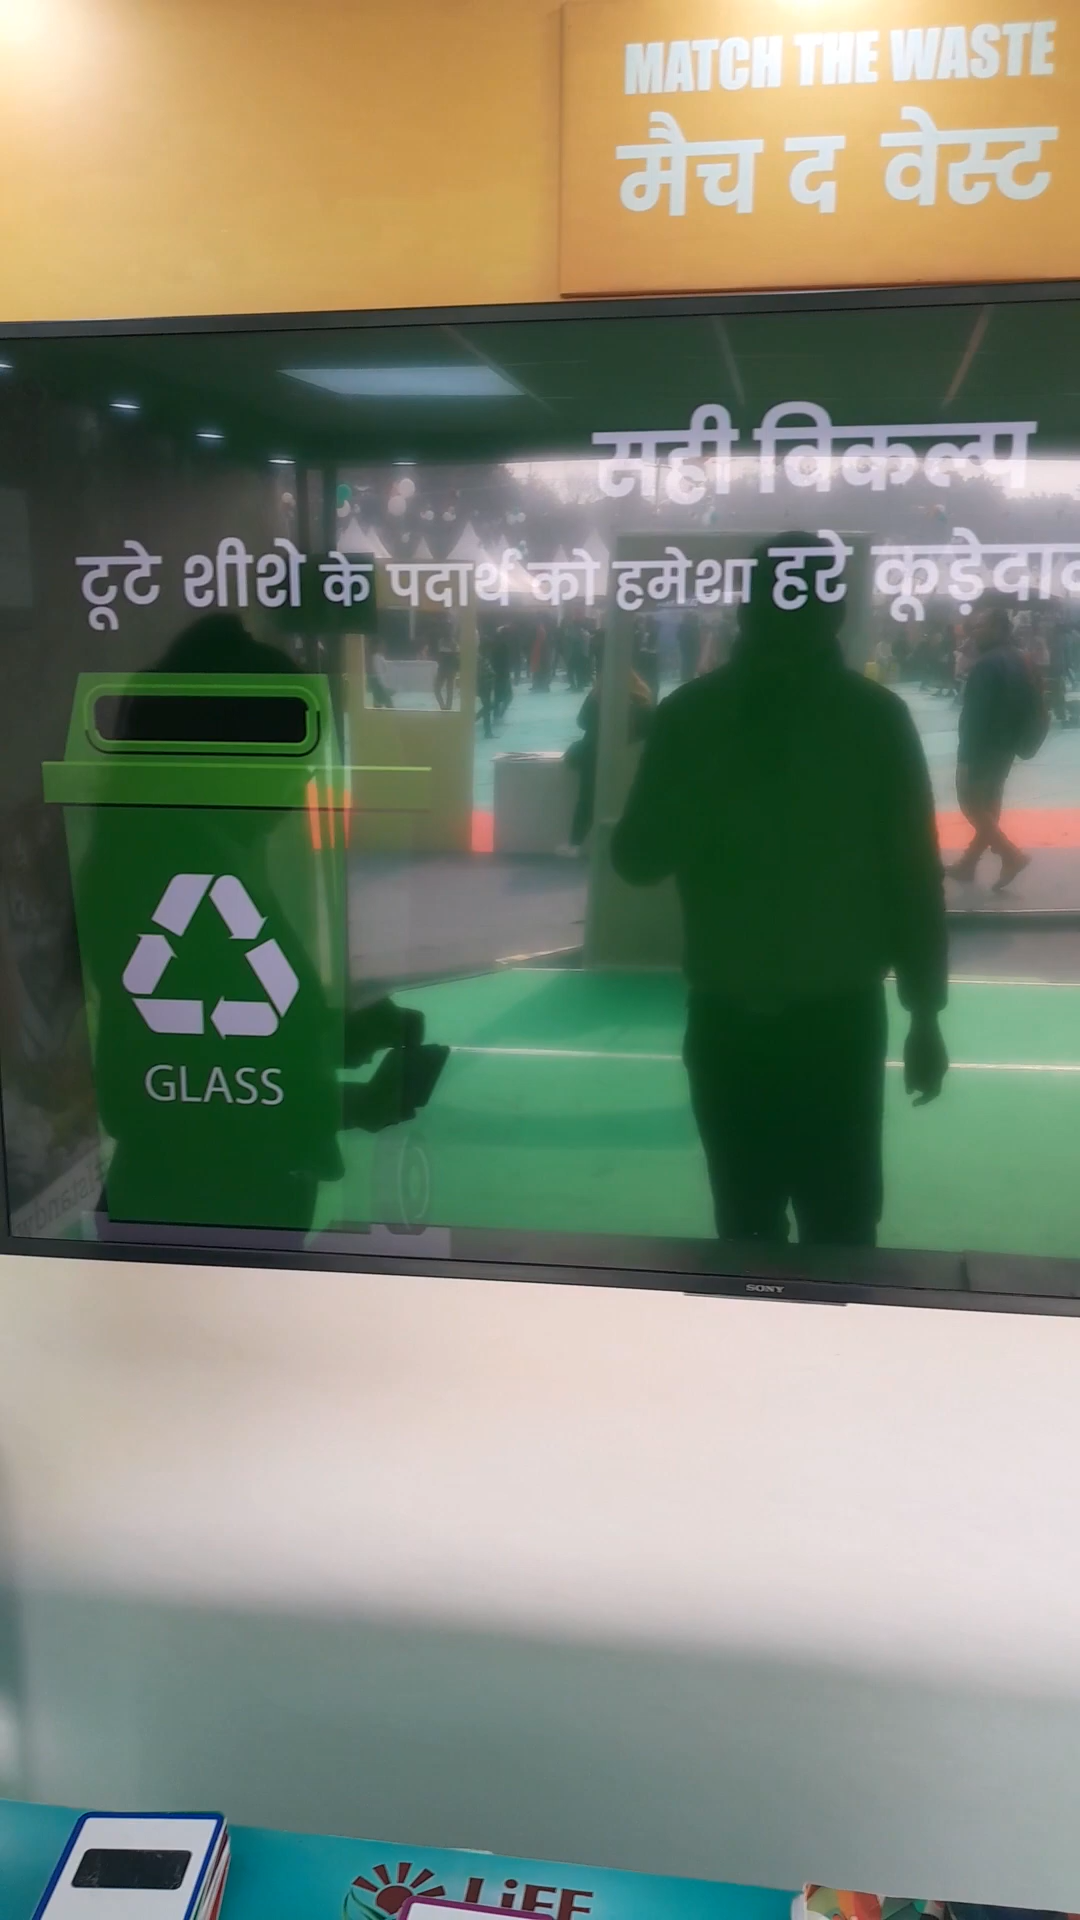 MATCH THE WASTE
मैच द वेस्ट
सही विकल्प
टूटे शीशे के पदार्थ को हमेशा हरे
GLASS
SONY
LiFE